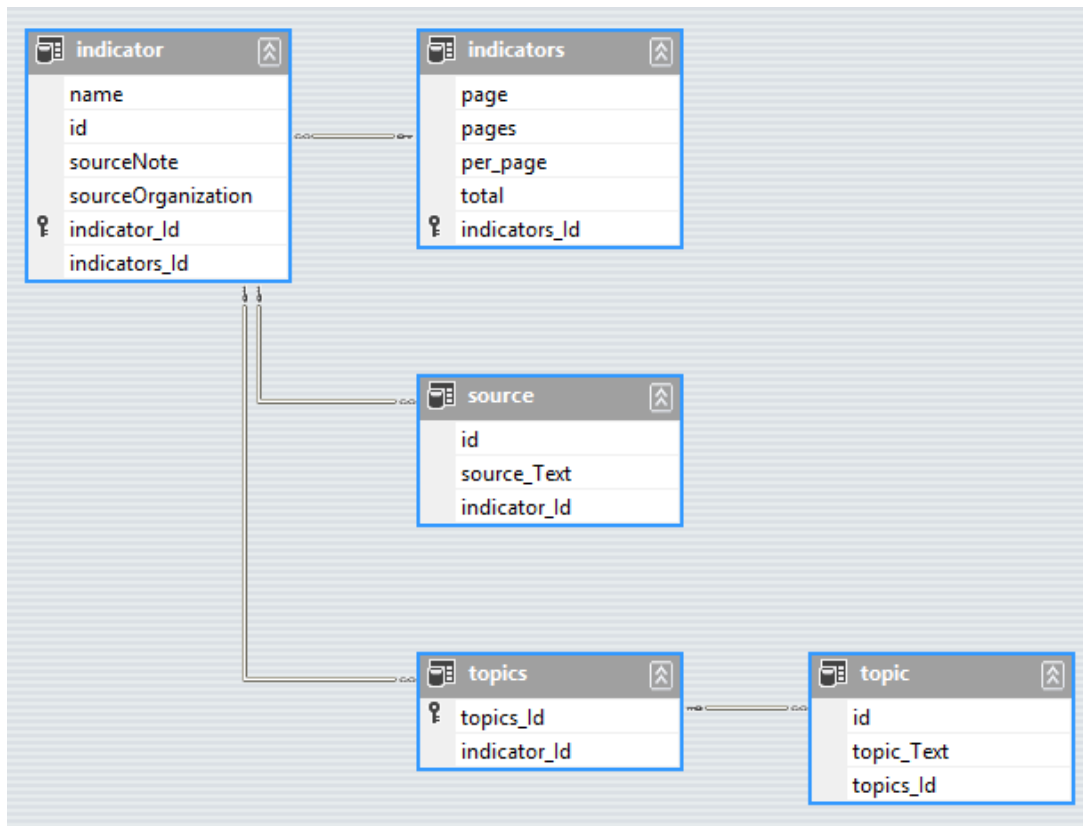 indicator
name
id
sourceNote
sourceOrganization
indicator_Id
indicators_Id
indicators
page
pages
per_page
total
indicators_Id
source
id
source_Text
indicator_Id
topics
topics_Id
indicator_Id
topic
id
topic_Text
topics_Id